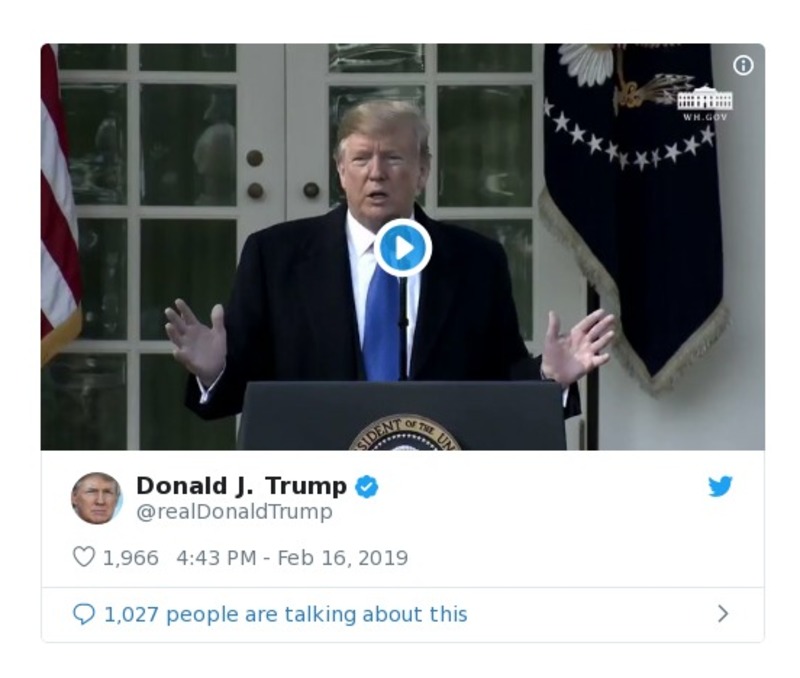 WH.GOV
SIDENT OF THE UN
Donald J. Trump
@realDonaldTrump
1,966 4:43 PM - Feb 16, 2019
1,027 people are talking about this